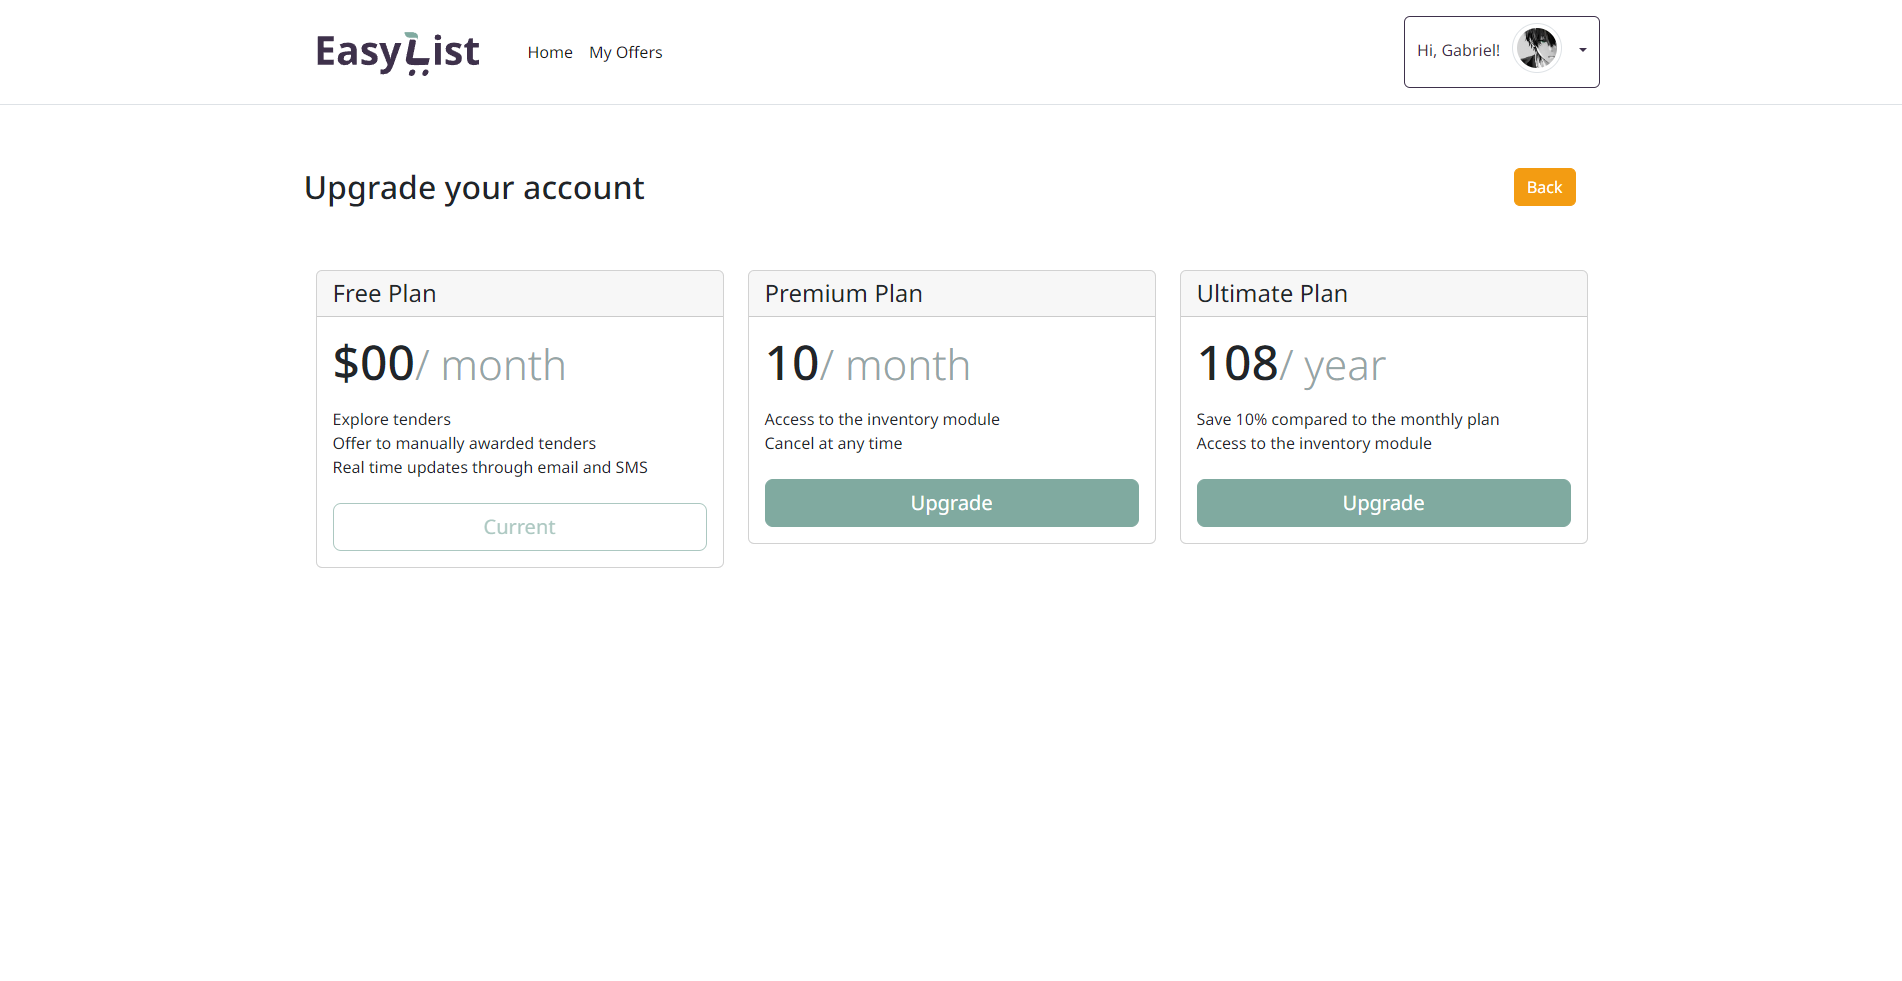 EasyList Home My Offers Hi, Gabriel!
Upgrade your account Back
Free Plan
$00/ month
Explore tenders
Offer to manually awarded tenders
Real time updates through email and SMS
Current
Premium Plan
10/ month
Access to the inventory module
Cancel at any time
Upgrade
Ultimate Plan
108/ year
Save 10% compared to the monthly plan
Access to the inventory module
Upgrade